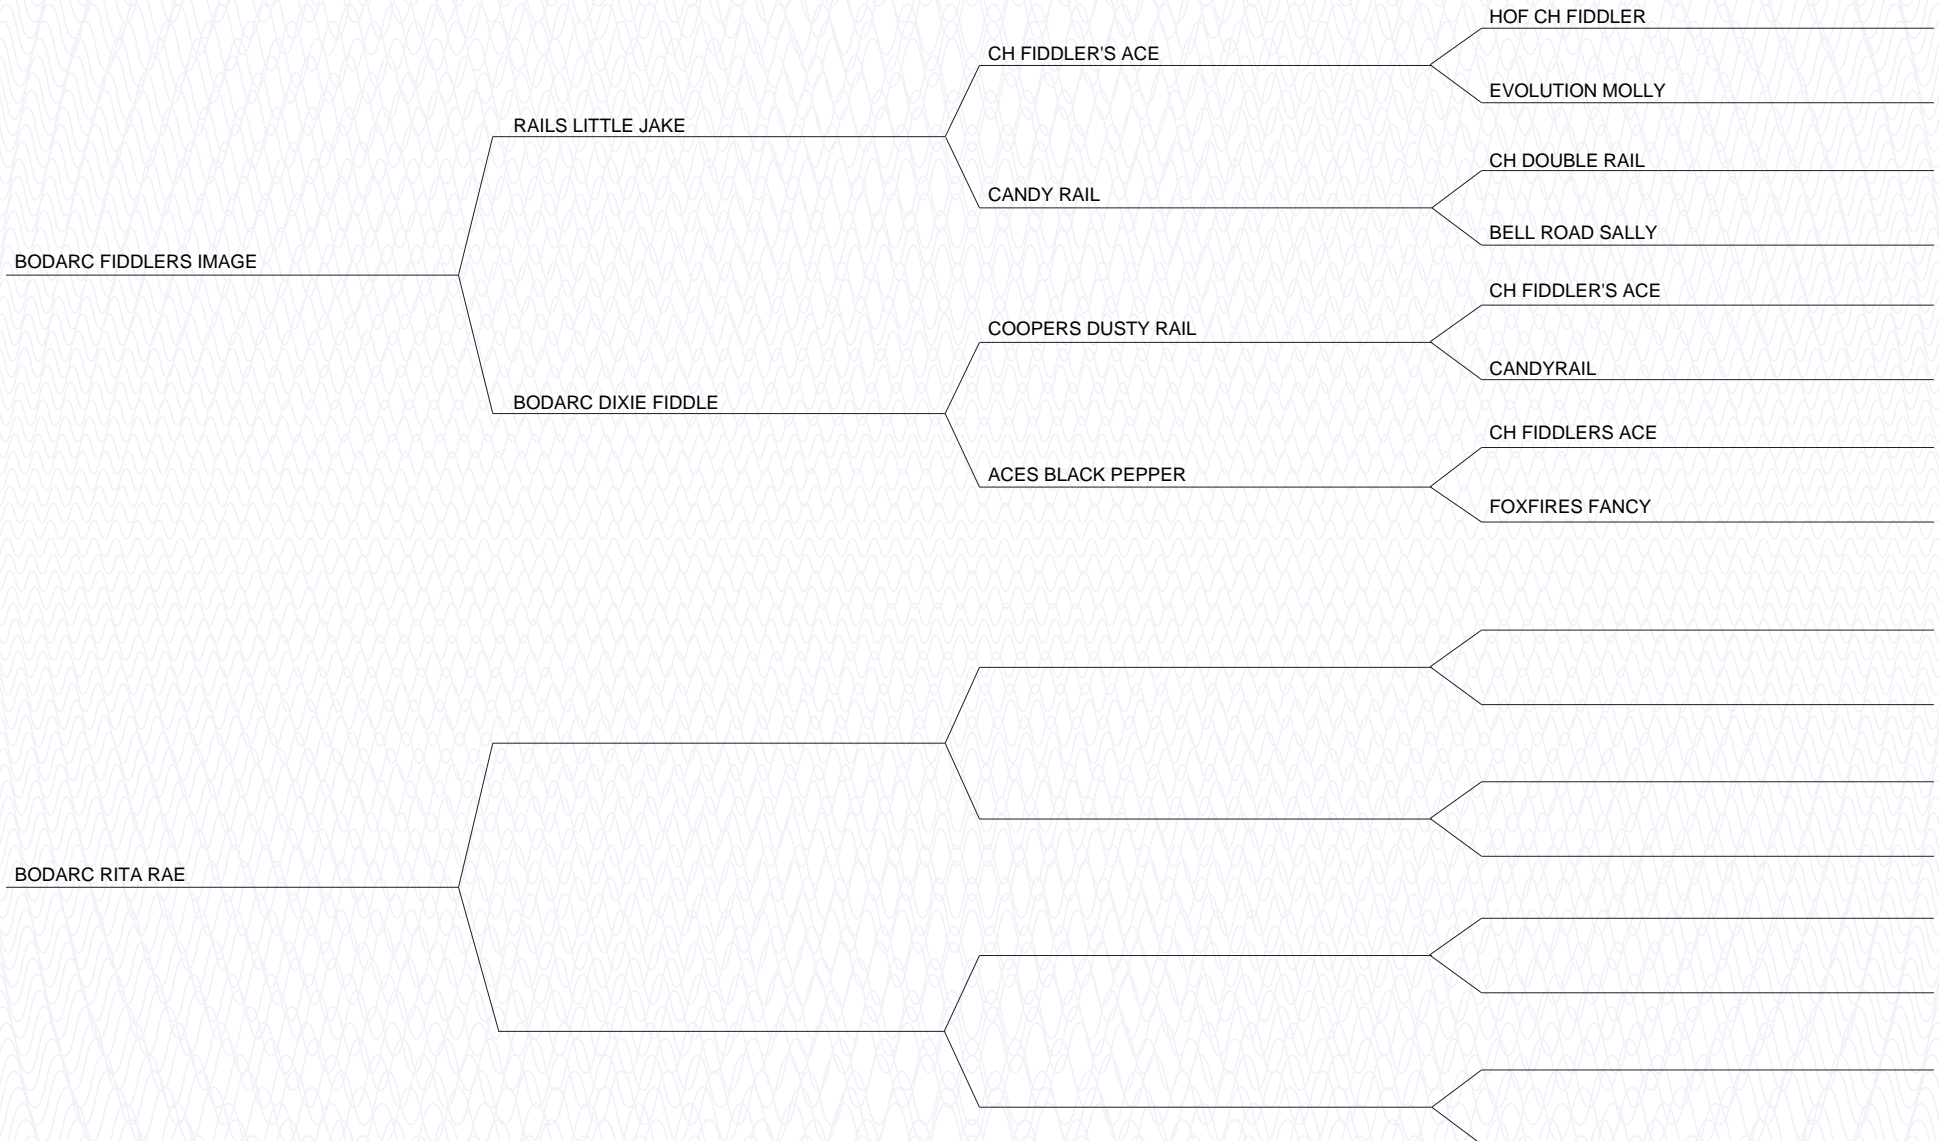 HOF CH FIDDLER
CH FIDDLER'S ACE
EVOLUTION MOLLY
RAILS LITTLE JAKE
CH DOUBLE RAIL
CANDY RAIL
BELL ROAD SALLY
BODARC FIDDLERS IMAGE
CH FIDDLER'S ACE
COOPERS DUSTY RAIL
CANDYRAIL
BODARC DIXIE FIDDLE
CH FIDDLERS ACE
ACES BLACK PEPPER
FOXFIRES FANCY
BODARC RITA RAE